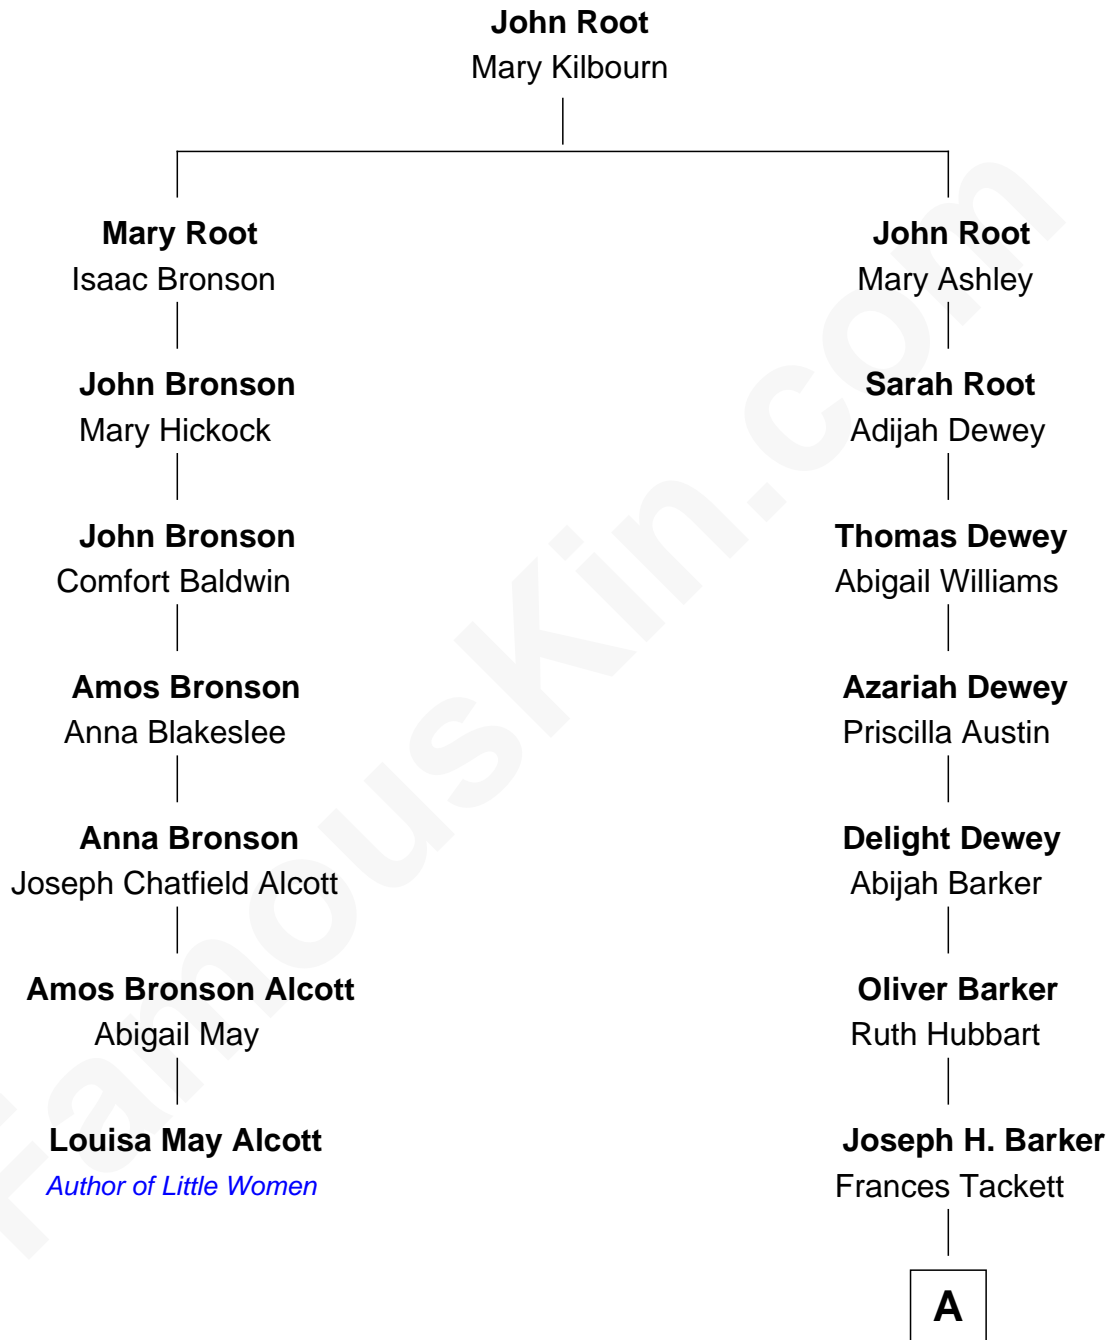 John Root
Mary Kilbourn
Mary Root
Isaac Bronson
John Bronson
Mary Hickock
John Bronson
Comfort Baldwin
Amos Bronson
Anna Blakeslee
Anna Bronson
Joseph Chatfield Alcott
Amos Bronson Alcott
Abigail May
Louisa May Alcott
Author of Little Women
John Root
Mary Ashley
Sarah Root
Adijah Dewey
Thomas Dewey
Abigail Williams
Azariah Dewey
Priscilla Austin
Delight Dewey
Abijah Barker
Oliver Barker
Ruth Hubbart
Joseph H. Barker
Frances Tackett
A
FamousKin.com